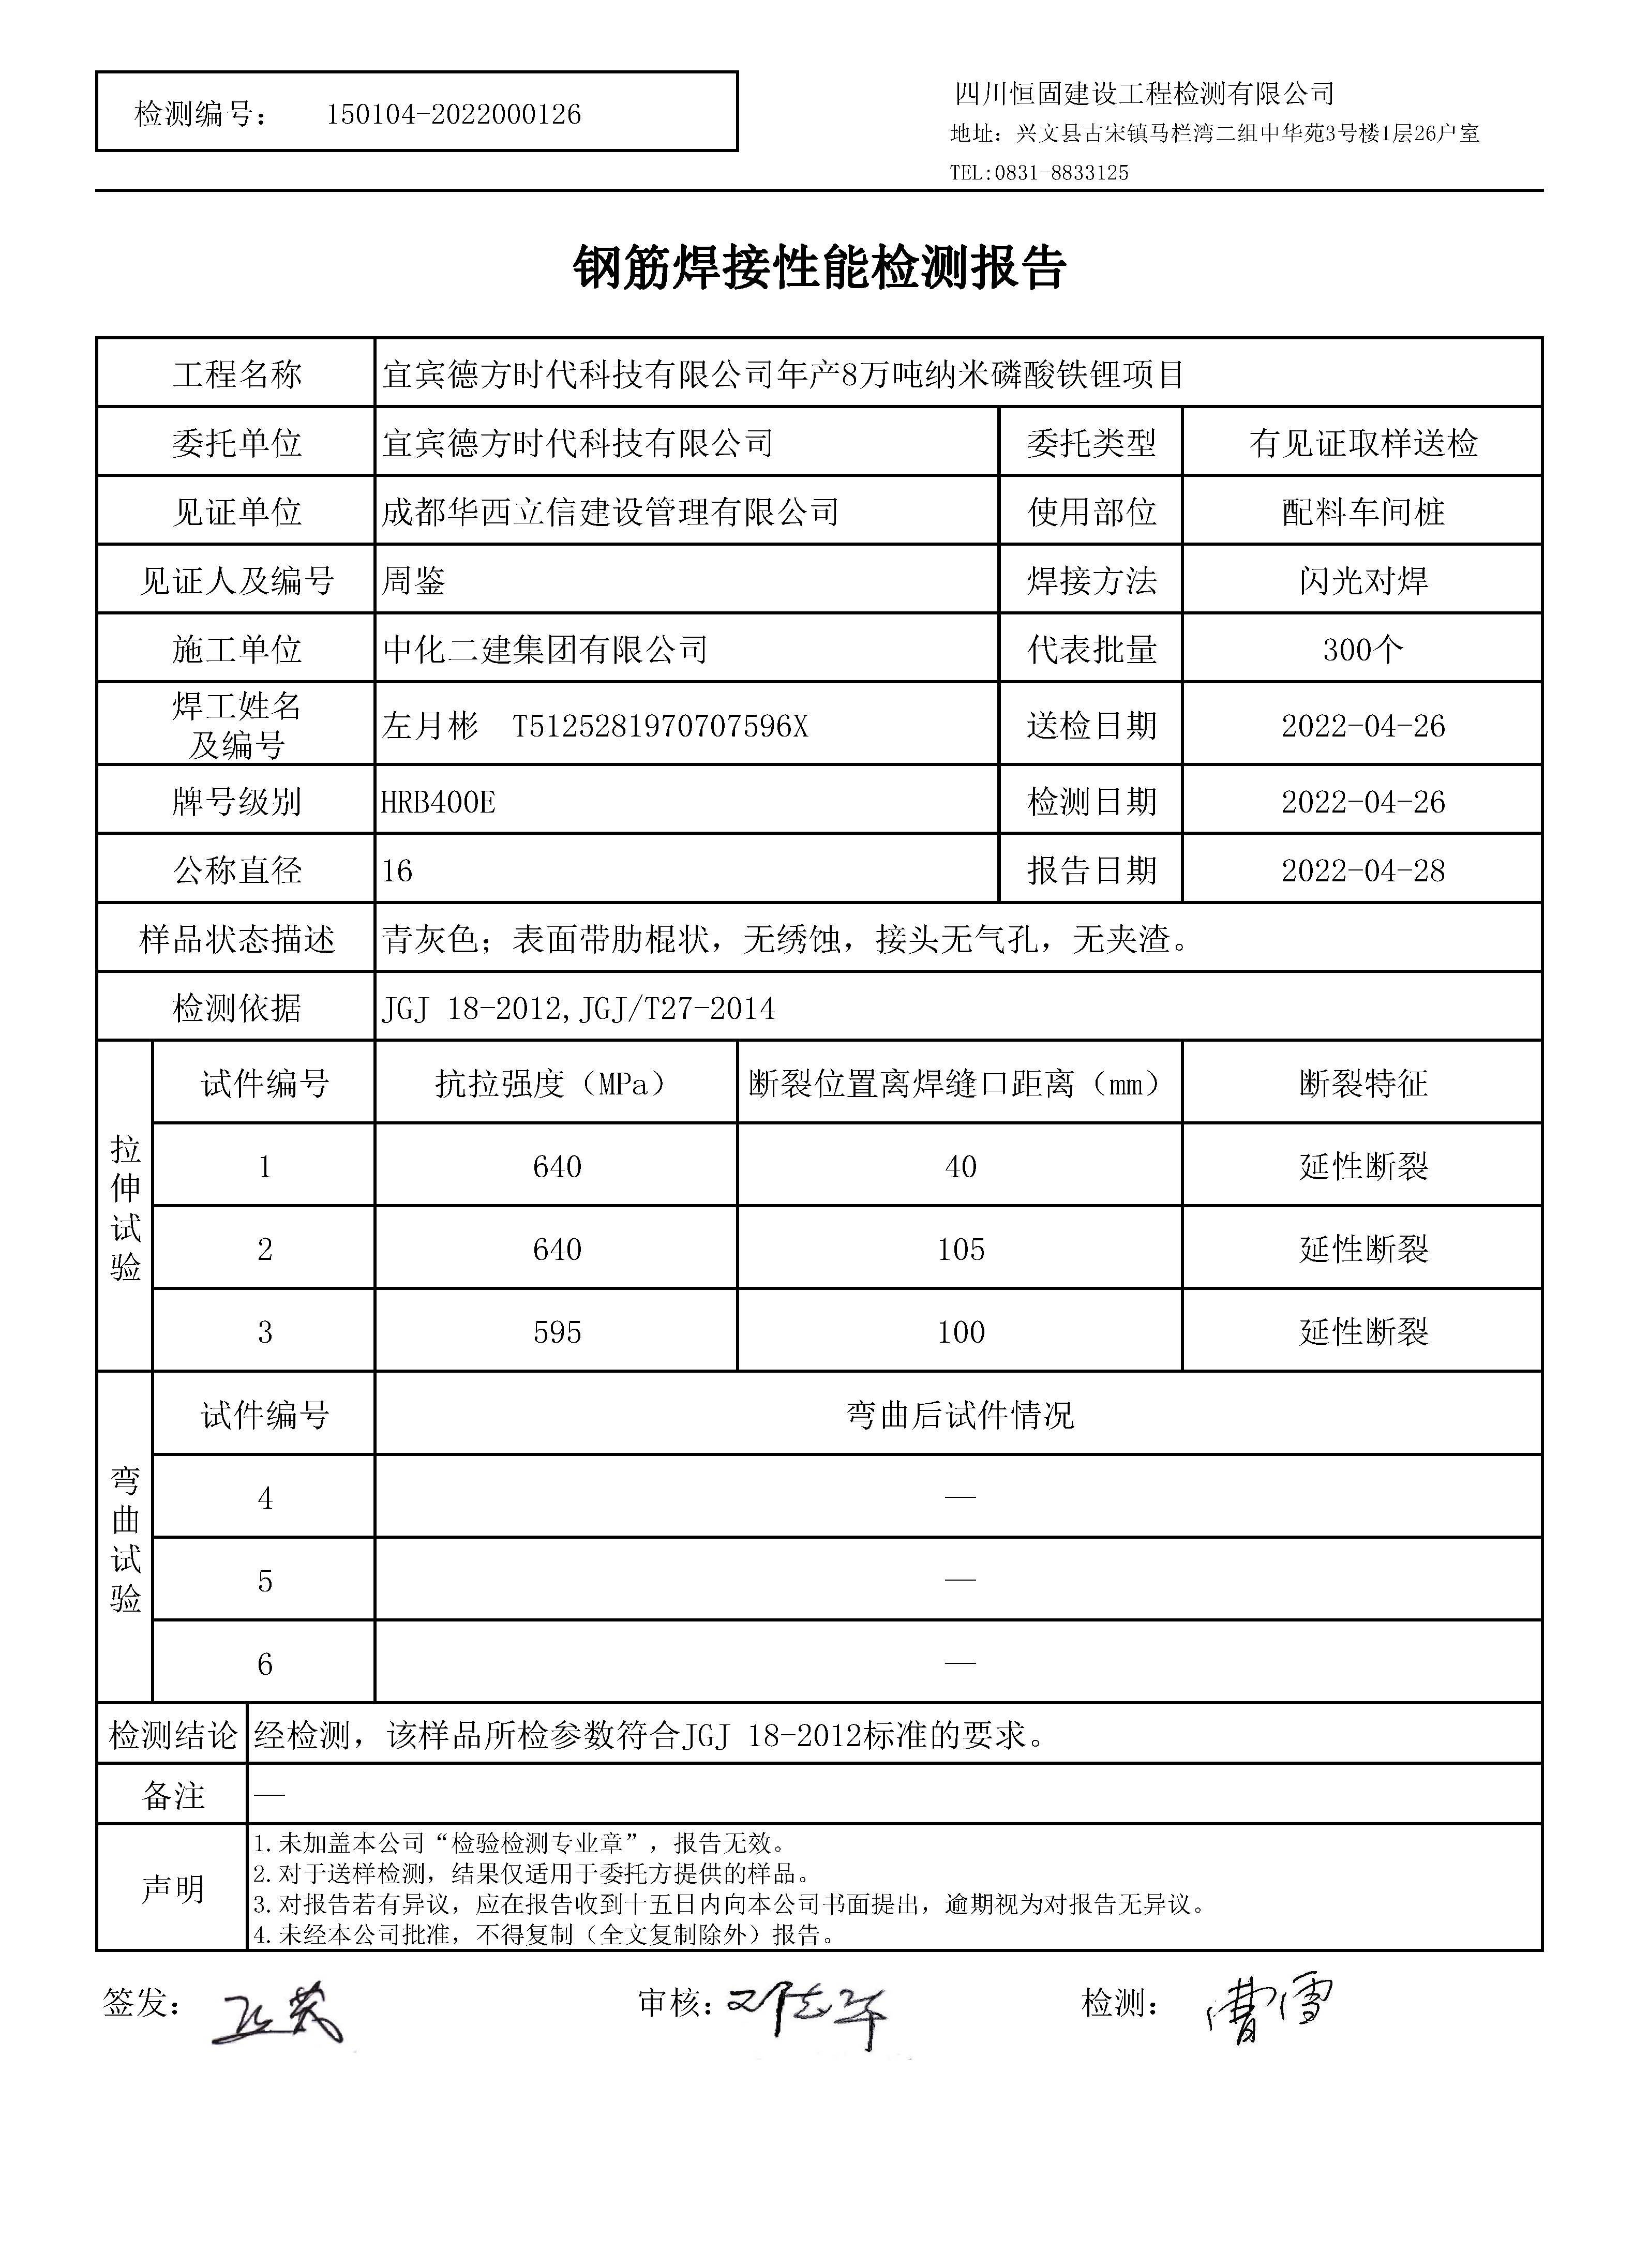 检测编号： 150104-2022000126
四川恒固建设工程检测有限公司
地址：兴文县古宋镇马栏湾二组中华苑3号楼1层26户室
TEL:0831-8833125
钢筋焊接性能检测报告
工程名称 宜宾德方时代科技有限公司年产8万吨纳米磷酸铁锂项目
委托单位 宜宾德方时代科技有限公司 委托类型 有见证取样送检
见证单位 成都华西立信建设管理有限公司 使用部位 配料车间桩
见证人及编号 周鉴 焊接方法 闪光对焊
施工单位 中化二建集团有限公司 代表批量 300个
焊工姓名
及编号 左月彬 T5125281970707596X 送检日期 2022-04-26
牌号级别 HRB400E 检测日期 2022-04-26
公称直径 16 报告日期 2022-04-28
样品状态描述 青灰色；表面带肋棍状，无绣蚀，接头无气孔，无夹渣。
检测依据 JGJ 18-2012,JGJ/T27-2014
拉伸试验
试件编号 抗拉强度（MPa） 断裂位置离焊缝口距离（mm） 断裂特征
1 640 40 延性断裂
2 640 105 延性断裂
3 595 100 延性断裂
弯曲试验
试件编号 弯曲后试件情况
4 —
5 —
6 —
检测结论 经检测，该样品所检参数符合JGJ 18-2012标准的要求。
备注 —
声明
1.未加盖本公司“检验检测专业章”，报告无效。
2.对于送样检测，结果仅适用于委托方提供的样品。
3.对报告若有异议，应在报告收到十五日内向本公司书面提出，逾期视为对报告无异议。
4.未经本公司批准，不得复制（全文复制除外）报告。
签发： 审核：邓志华 检测：曹雪